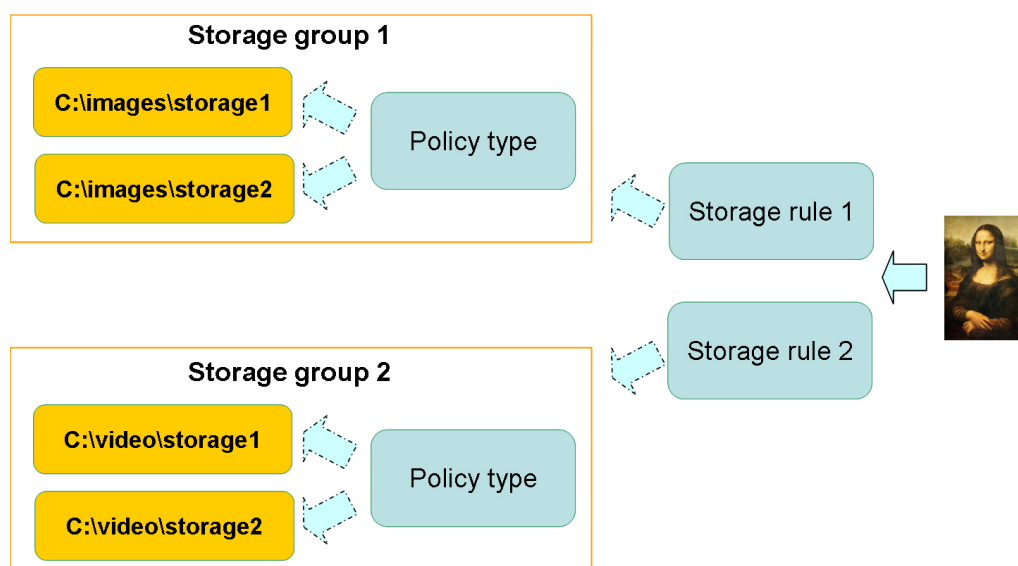 Storage group 1
C:\images\storage1
Policy type
C:\images\storage2
Storage rule 1
Storage rule 2
Storage group 2
C:\video\storage1
Policy type
C:\video\storage2